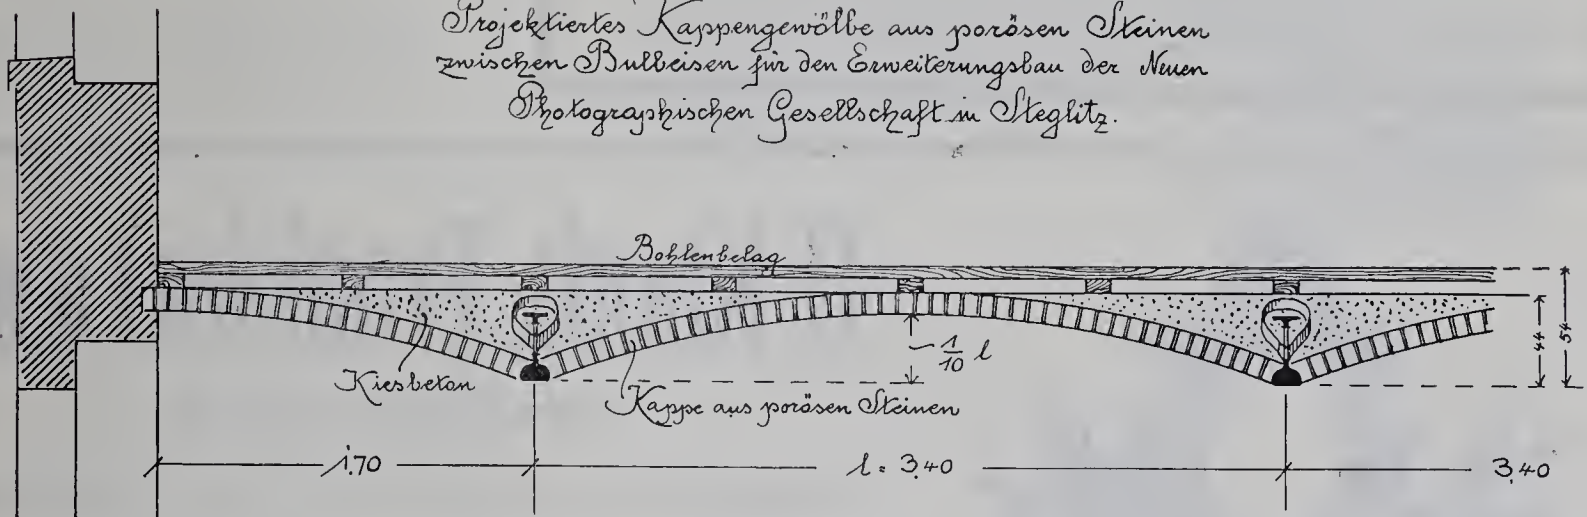 Projektiertes Kappengewölbe aus porösen Steinen
zwischen Bulbeisen für den Erweiterungsbau der Neuen
Photographischen Gesellschaft in Steglitz.
Bohlenbelag
1/10 l
44
54
Kiesbeton
Kappe aus porösen Steinen
1,70
l = 3,40
3,40